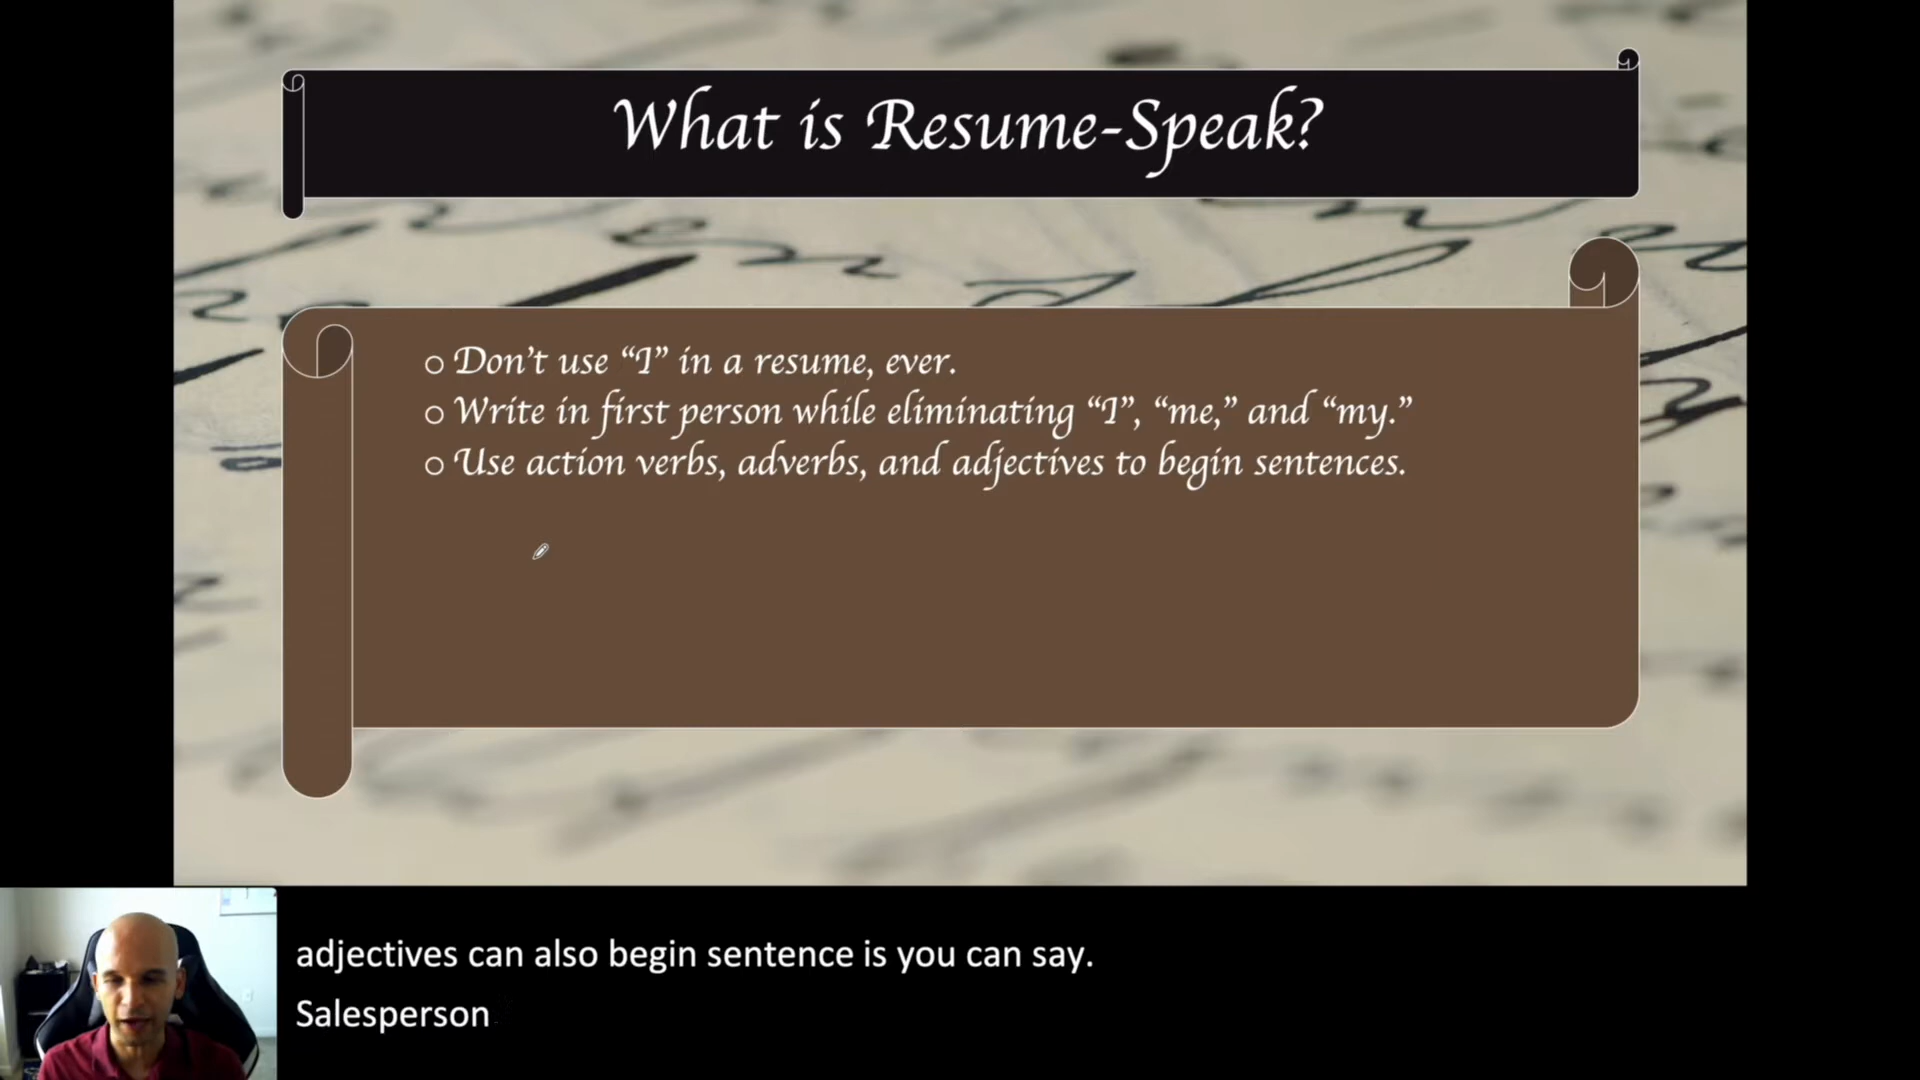 What is Resume-Speak?
o Don't use “I” in a resume, ever.
o Write in first person while eliminating “I”, “me,” and “my.”
o Use action verbs, adverbs, and adjectives to begin sentences.
adjectives can also begin sentence is you can say.
Salesperson